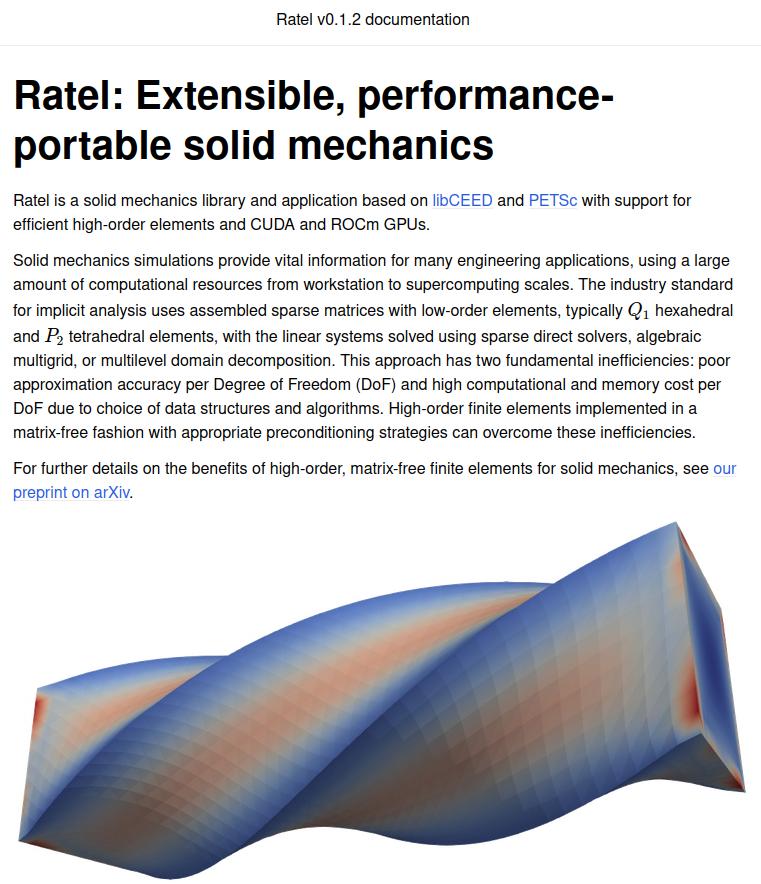 Ratel v0.1.2 documentation
Ratel: Extensible, performance-
portable solid mechanics
Ratel is a solid mechanics library and application based on libCEED and PETSc with support for
efficient high-order elements and CUDA and ROCm GPUs.
Solid mechanics simulations provide vital information for many engineering applications, using a large
amount of computational resources from workstation to supercomputing scales. The industry standard
for implicit analysis uses assembled sparse matrices with low-order elements, typically Q₁ hexahedral
and P₂ tetrahedral elements, with the linear systems solved using sparse direct solvers, algebraic
multigrid, or multilevel domain decomposition. This approach has two fundamental inefficiencies: poor
approximation accuracy per Degree of Freedom (DoF) and high computational and memory cost per
DoF due to choice of data structures and algorithms. High-order finite elements implemented in a
matrix-free fashion with appropriate preconditioning strategies can overcome these inefficiencies.
For further details on the benefits of high-order, matrix-free finite elements for solid mechanics, see our
preprint on arXiv.